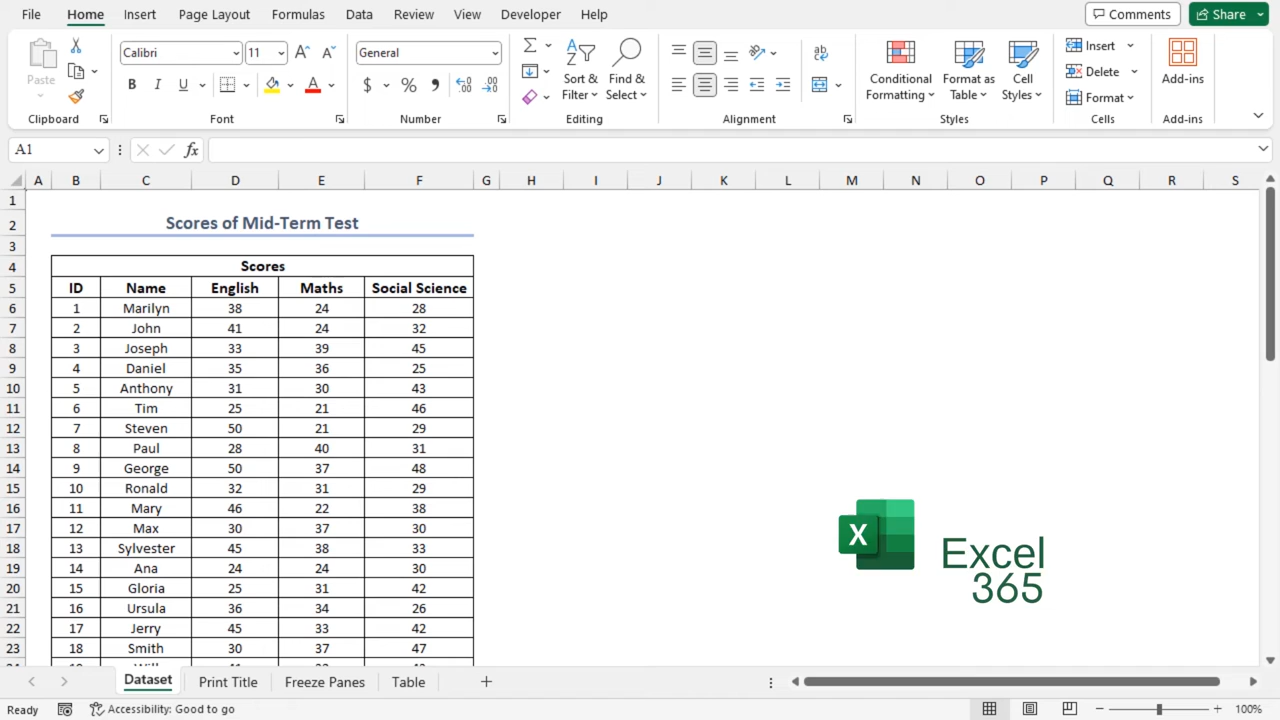 File Home Insert Page Layout Formulas Data Review View Developer Help Comments Share
Paste Calibri 11 General Sort & Filter Find & Select Conditional Formatting Format as Table Cell Styles Insert Delete Format Add-ins
Clipboard Font Number Editing Alignment Styles Cells Add-ins
A1 fx
A B C D E F G H I J K L M N O P Q R S
1
2 Scores of Mid-Term Test
3
4 Scores
5 ID Name English Maths Social Science
6 1 Marilyn 38 24 28
7 2 John 41 24 32
8 3 Joseph 33 39 45
9 4 Daniel 35 36 25
10 5 Anthony 31 30 43
11 6 Tim 25 21 46
12 7 Steven 50 21 29
13 8 Paul 28 40 31
14 9 George 50 37 48
15 10 Ronald 32 31 29
16 11 Mary 46 22 38
17 12 Max 30 37 30
18 13 Sylvester 45 38 33
19 14 Ana 24 24 30
20 15 Gloria 25 31 42
21 16 Ursula 36 34 26
22 17 Jerry 45 33 42
23 18 Smith 30 37 47
X Excel
365
Dataset Print Title Freeze Panes Table
Ready Accessibility: Good to go 100%